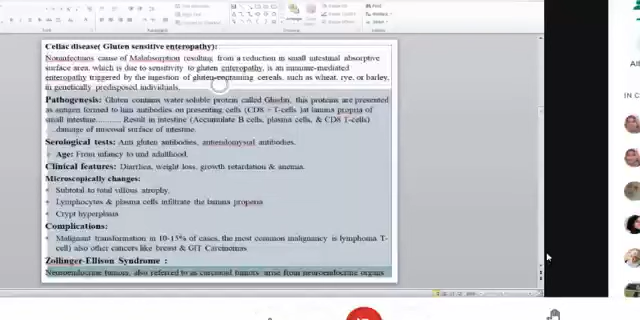 Celiac disease( Gluten sensitive enteropathy):
Noninfectious cause of Malabsorption resulting from a reduction in small intestinal absorptive
surface area, which is due to sensitivity to gluten enteropathy, is an immune-mediated
enteropathy triggered by the ingestion of gluten-containing cereals, such as wheat, rye, or barley,
in genetically predisposed individuals.
Pathogenesis: Gluten contains water soluble protein called Gliadin, this proteins are presented
as antigen formed to him antibodies on presenting cells (CD8 + T-cells )at lamina propria of
small intestine.......... Result in intestine (Accumulate B cells, plasma cells, & CD8 T-cells)
...damage of mucosal surface of intestine.
Serological tests: Anti gluten antibodies, antiendomysial antibodies.
Age: From infancy to adulthood.
Clinical features: Diarrhea, weight loss, growth retardation & anemia.
Microscopically changes:
Subtotal to total villous atrophy.
Lymphocytes & plasma cells infiltrate the lamina propria
Crypt hyperplasia
Complications:
Malignant transformation in 10-15% of cases, the most common malignancy is lymphoma T-
cell) also other cancers like breast & GIT Carcinomas
Zollinger-Ellison Syndrome :
Neuroendocrine tumors, also referred to as carcinoid tumors arise from neuroendocrine organs
IN C